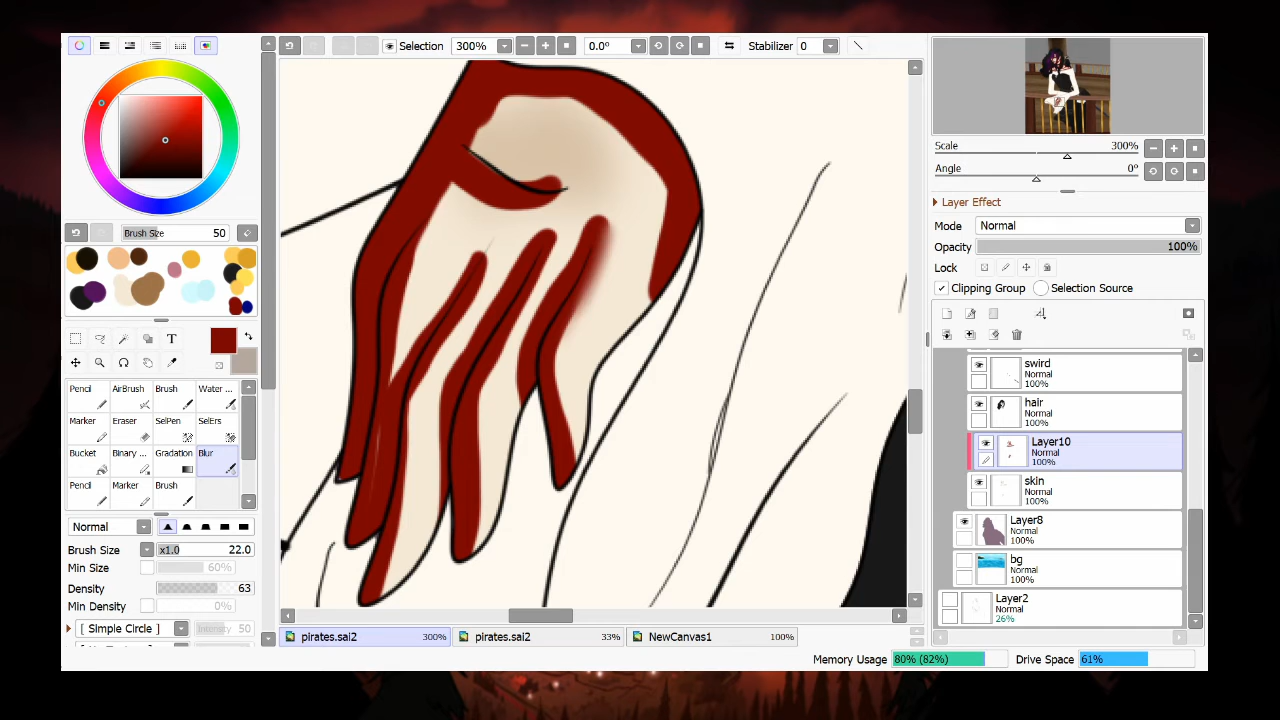 Selection 300% 0.0° Stabilizer 0
Brush Size 50
T
Pencil AirBrush Brush Water ...
Marker Eraser SelPen SelErs
Bucket Binary ... Gradation Blur
Pencil Marker Brush
Normal
Brush Size x1.0 22.0
Min Size 60%
Density 63
Min Density 0%
[ Simple Circle ] Intensity 50
pirates.sai2 300% pirates.sai2 33% NewCanvas1 100%
Scale 300%
Angle 0°
Layer Effect
Mode Normal
Opacity 100%
Lock
Clipping Group Selection Source
swird
Normal
100%
hair
Normal
100%
Layer10
Normal
100%
skin
Normal
100%
Layer8
Normal
100%
bg
Normal
100%
Layer2
Normal
26%
Memory Usage 80% (82%) Drive Space 61%